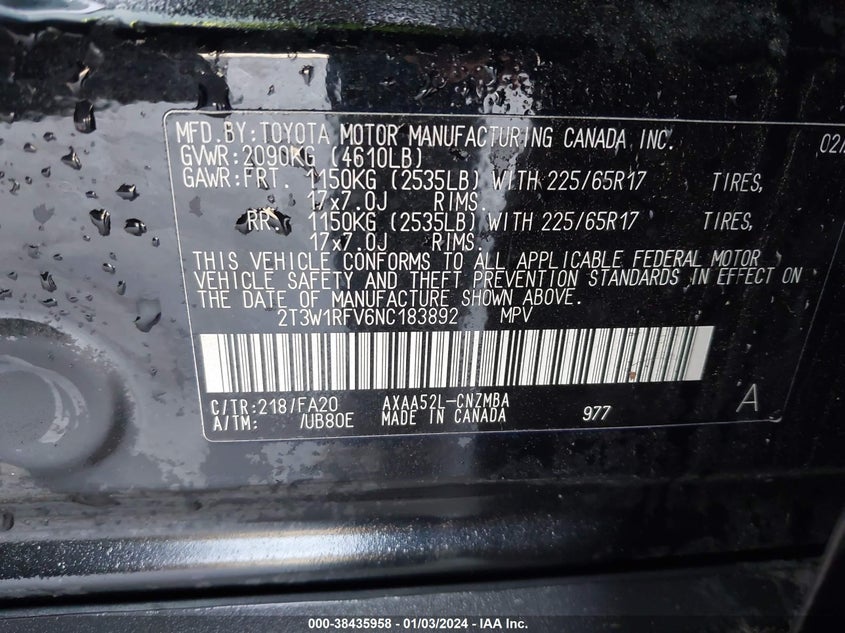 MFD.BY:TOYOTA MOTOR MANUFACTURING CANADA INC. 02/
GVWR:2090KG (4610LB)
GAWR:FRT. 1150KG (2535LB) WITH 225/65R17 TIRES,
17x7.0J RIMS.
RR. 1150KG (2535LB) WITH 225/65R17 TIRES,
17x7.0J RIMS.
THIS VEHICLE CONFORMS TO ALL APPLICABLE FEDERAL MOTOR
VEHICLE SAFETY AND THEFT PREVENTION STANDARDS IN EFFECT ON
THE DATE OF MANUFACTURE SHOWN ABOVE.
2T3W1RFV6NC183892 MPV
C/TR:218/FA20 AXAA52L-CNZMBA
A/TM: /UB80E MADE IN CANADA 977 A
000-38435958 - 01/03/2024 - IAA Inc.